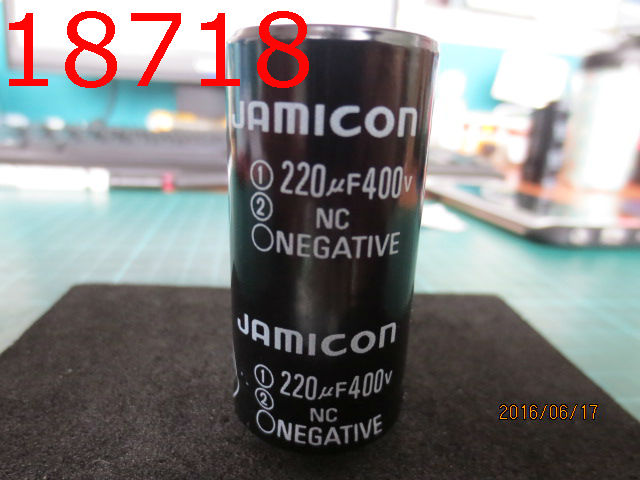 18718
JAMICON
① 220µF400V
② NC
○NEGATIVE
JAMICON
① 220µF400V
② NC
○NEGATIVE
2016/06/17